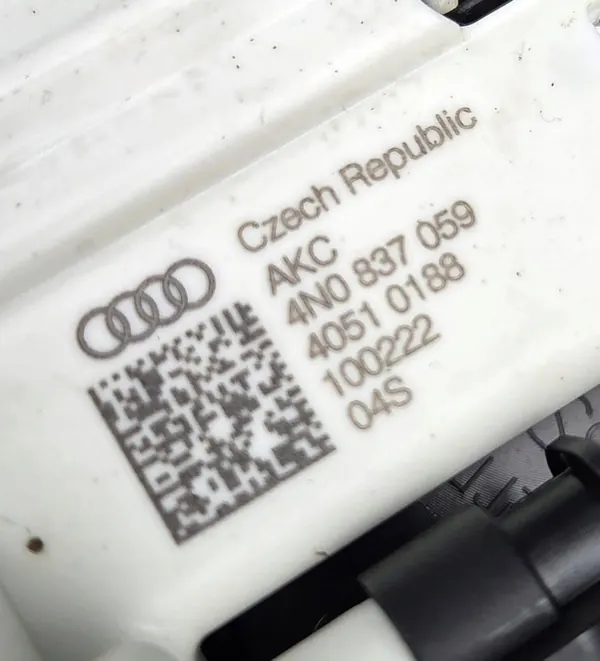 Czech Republic
AKC
4N0 837 059
4051 0188
100222
04S